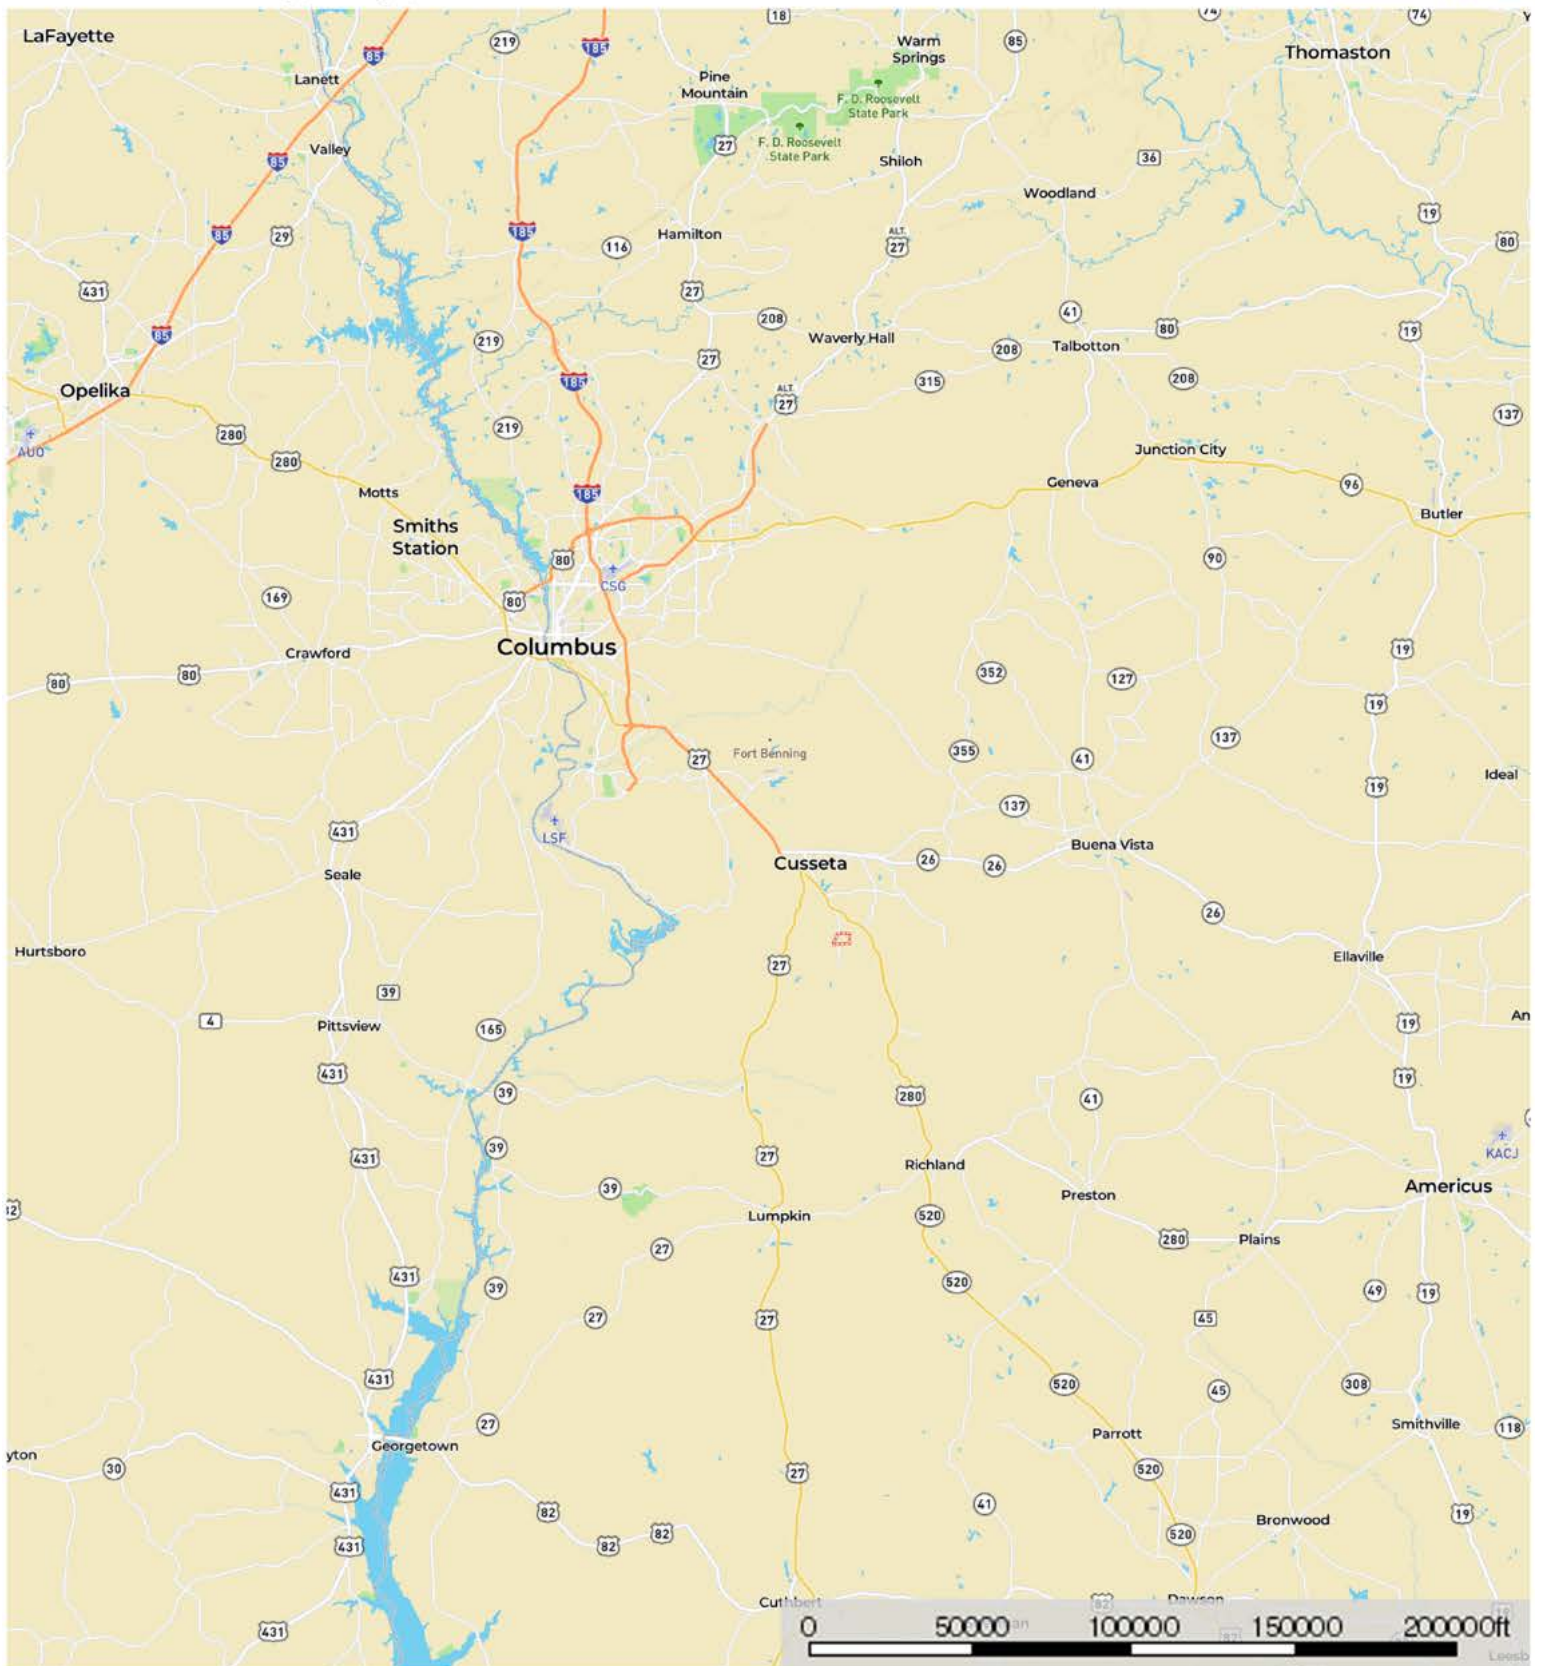 18
74
74
LaFayette
219
185
Warm
Springs
85
Thomaston
85
Lanett
Pine
Mountain
F. D. Roosevelt
State Park
F. D. Roosevelt
State Park
27
Valley
85
Shiloh
36
Woodland
19
85
29
185
116
Hamilton
ALT.
27
80
431
27
208
41
80
19
85
219
Waverly Hall
208
Talbotton
27
185
315
208
Opelika
ALT.
27
137
AUO
280
219
280
Junction City
Motts
185
Geneva
96
Butler
Smiths
Station
80
90
CSG
169
80
Columbus
Crawford
19
80
80
352
127
19
137
Fort Benning
27
355
41
Ideal
19
137
431
LSF
Buena Vista
Cusseta
26
26
Seale
26
Hurtsboro
Ellaville
27
39
4
Pittsview
165
An
19
431
39
280
41
19
39
KACJ
431
27
Richland
Americus
39
Preston
Lumpkin
520
27
280
Plains
431
39
520
49
19
27
27
45
431
520
45
308
27
Smithville
118
Georgetown
Parrott
yton
30
520
27
431
41
82
19
Bronwood
82
82
520
431
Cuthbert
82
Dawson
431
0
50000
100000
150000
200000ft
82
Leesb